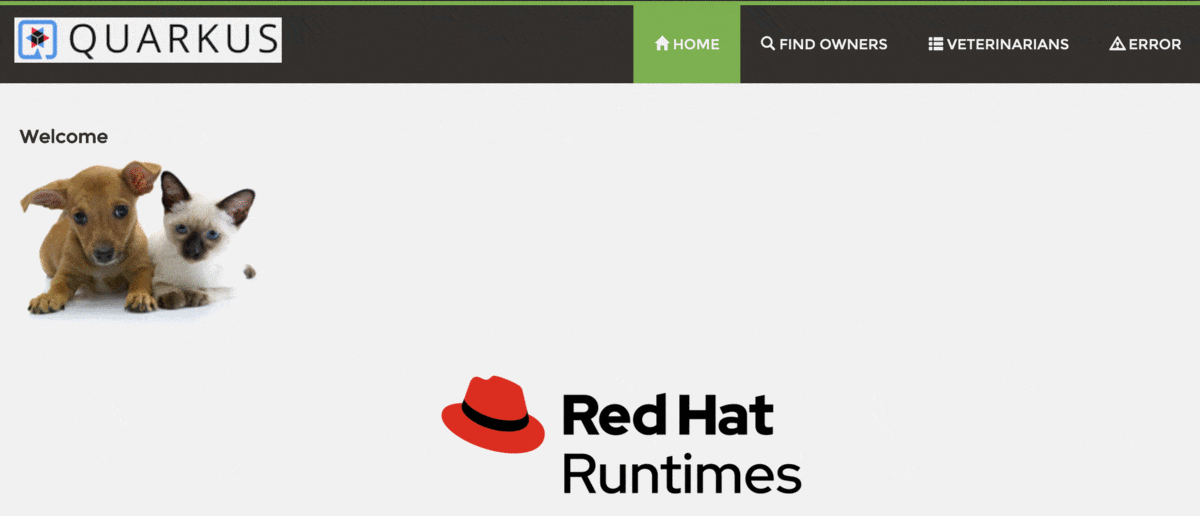 QUARKUS
HOME
FIND OWNERS
VETERINARIANS
ERROR
Welcome
Red Hat
Runtimes